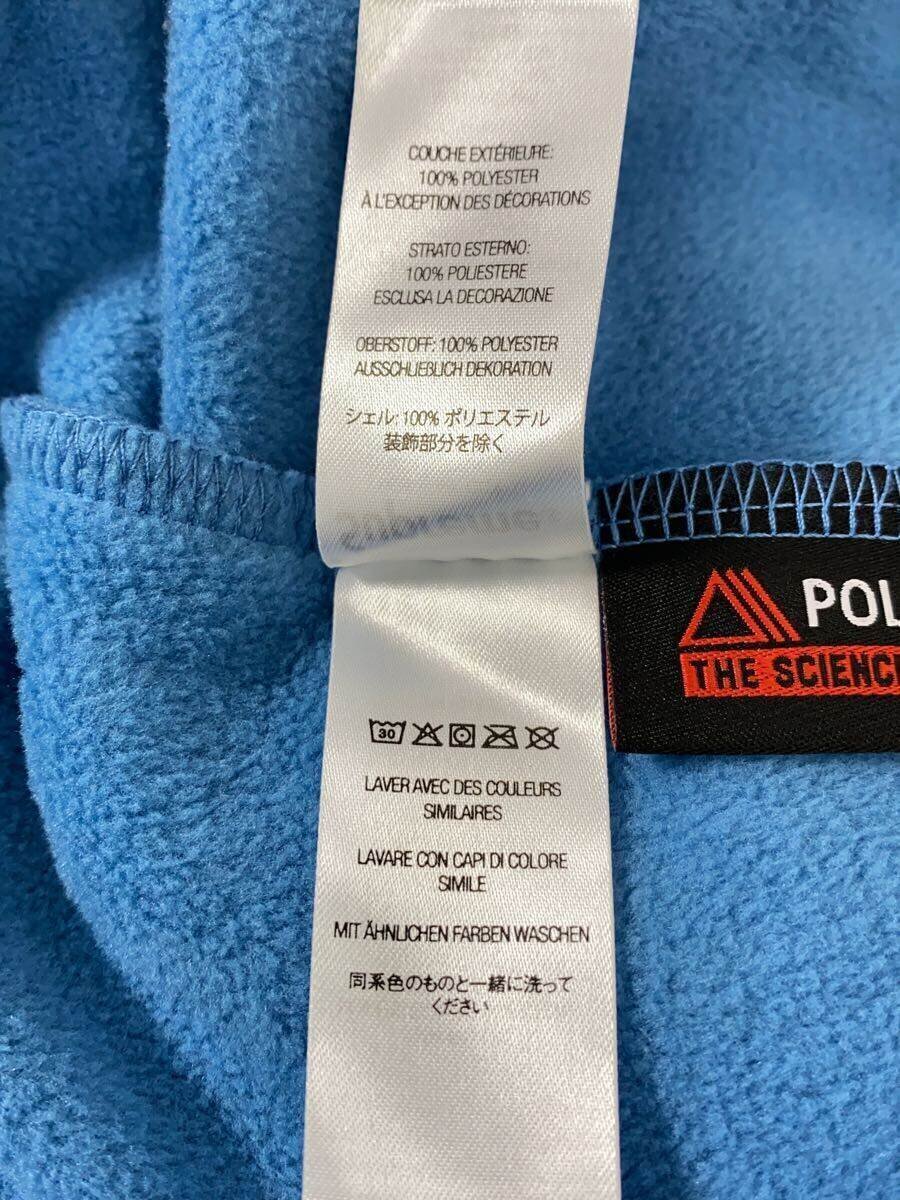 COUCHE EXTÉRIEURE:
100% POLYESTER
À L'EXCEPTION DES DÉCORATIONS
STRATO ESTERNO:
100% POLIESTERE
ESCLUSA LA DECORAZIONE
OBERSTOFF: 100% POLYESTER
AUSSCHLIEßLICH DEKORATION
シェル: 100% ポリエステル
装飾部分を除く
POL
THE SCIENCE
30
LAVER AVEC DES COULEURS
SIMILAIRES
LAVARE CON CAPI DI COLORE
SIMILE
MIT ÄHNLICHEN FARBEN WASCHEN
同系色のものと一緒に洗って
ください